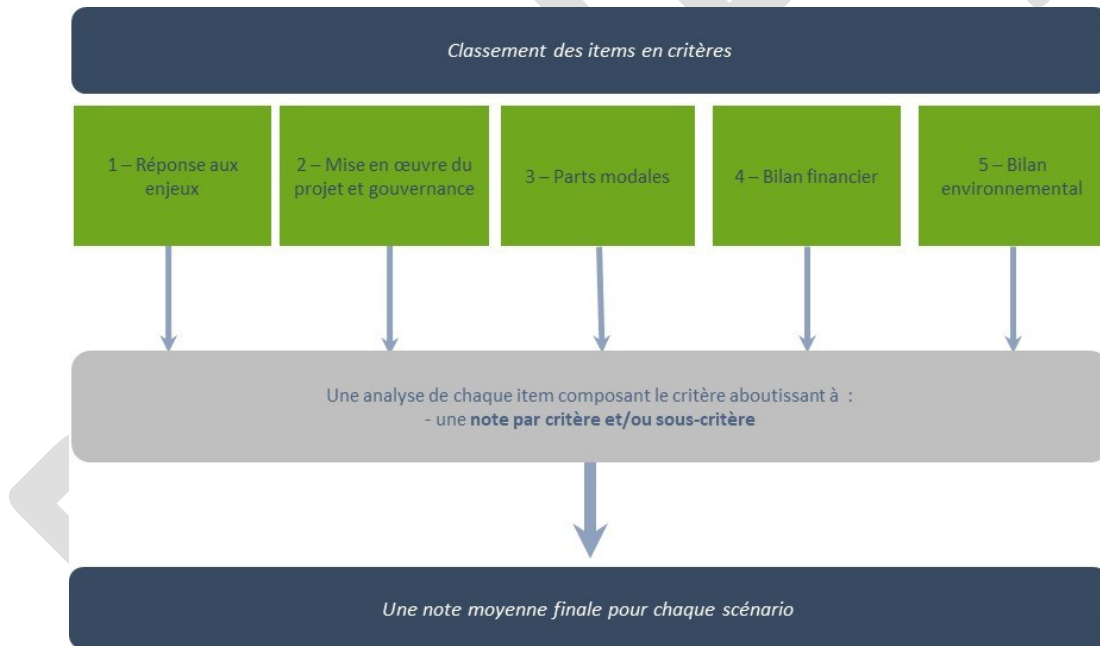 Classement des items en critères
1 – Réponse aux
enjeux
2 – Mise en œuvre du
projet et gouvernance
3 – Parts modales
4 – Bilan financier
5 – Bilan
environnemental
Une analyse de chaque item composant le critère aboutissant à :
- une note par critère et/ou sous-critère
Une note moyenne finale pour chaque scénario